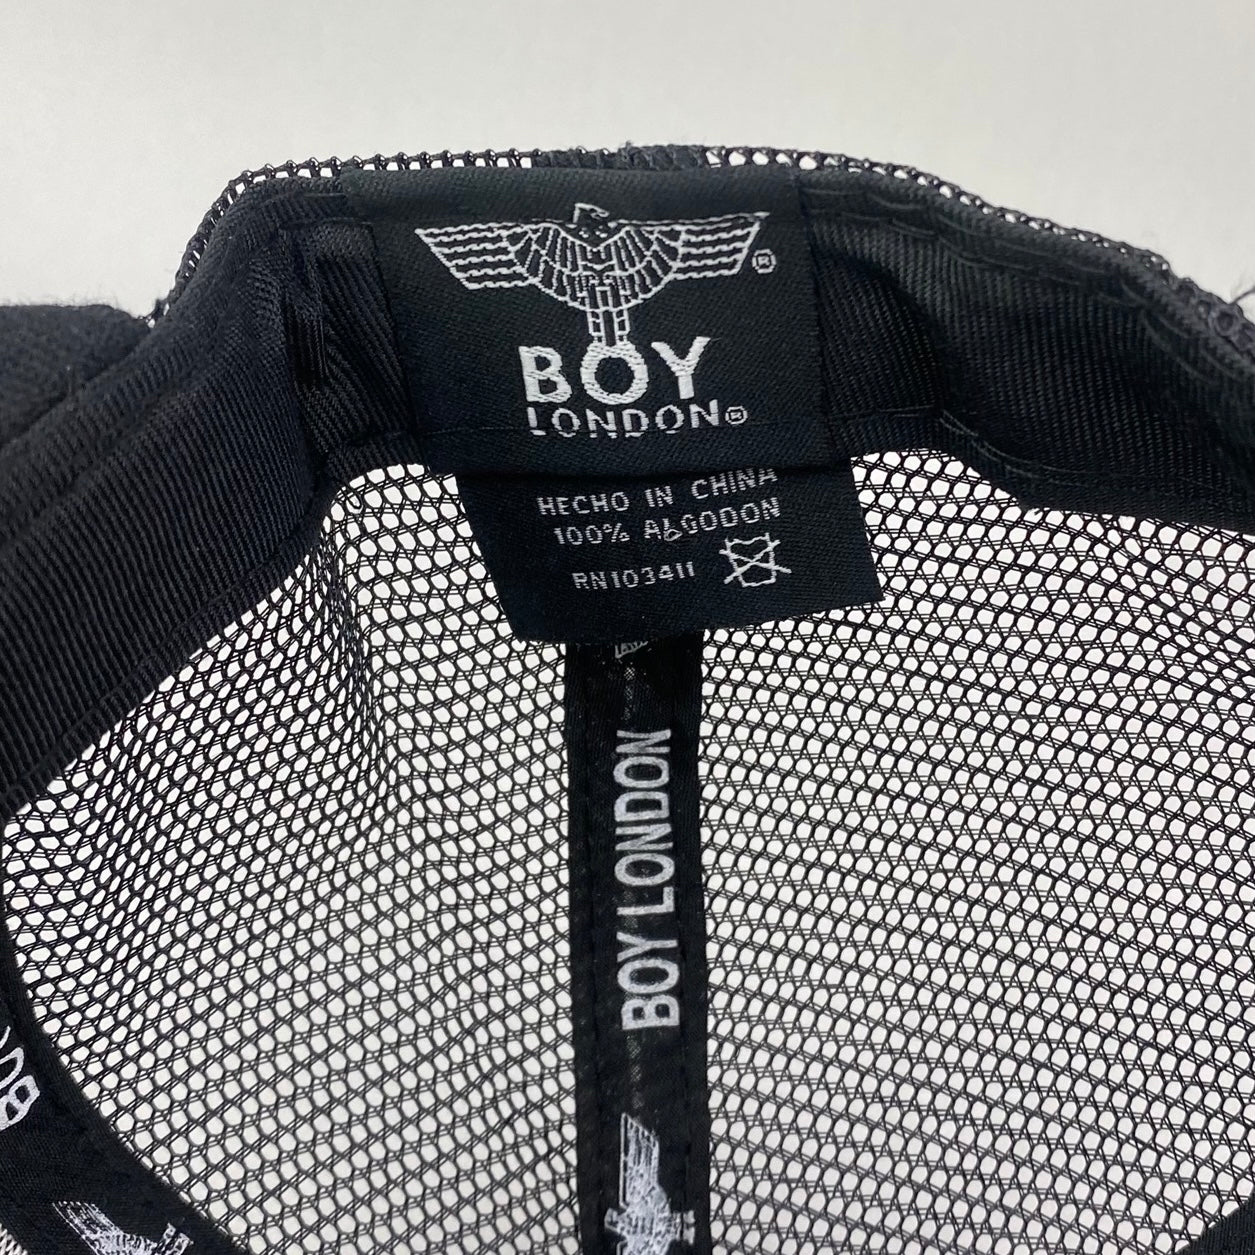 ®
BOY
LONDON®
HECHO IN CHINA
100% ALGODON
RN103411
BOY LONDON